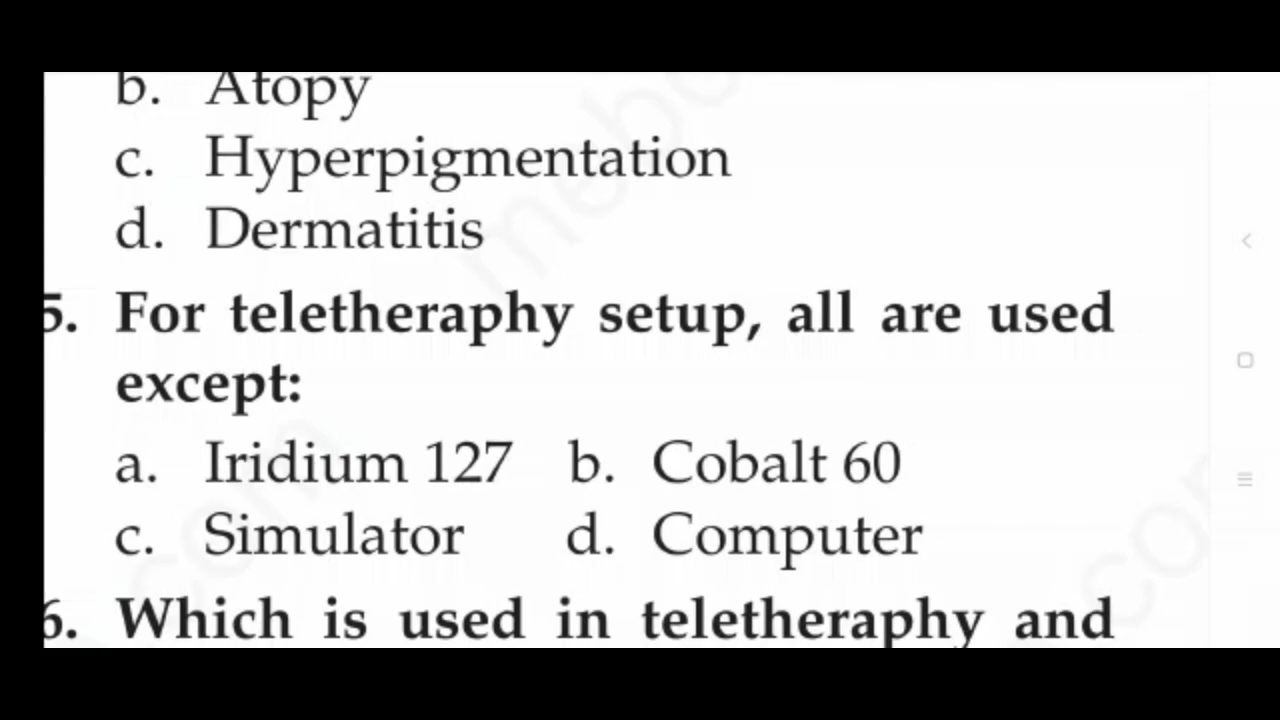 b. Atopy
c. Hyperpigmentation
d. Dermatitis
5. For teletheraphy setup, all are used
except:
a. Iridium 127 b. Cobalt 60
c. Simulator d. Computer
6. Which is used in teletheraphy and